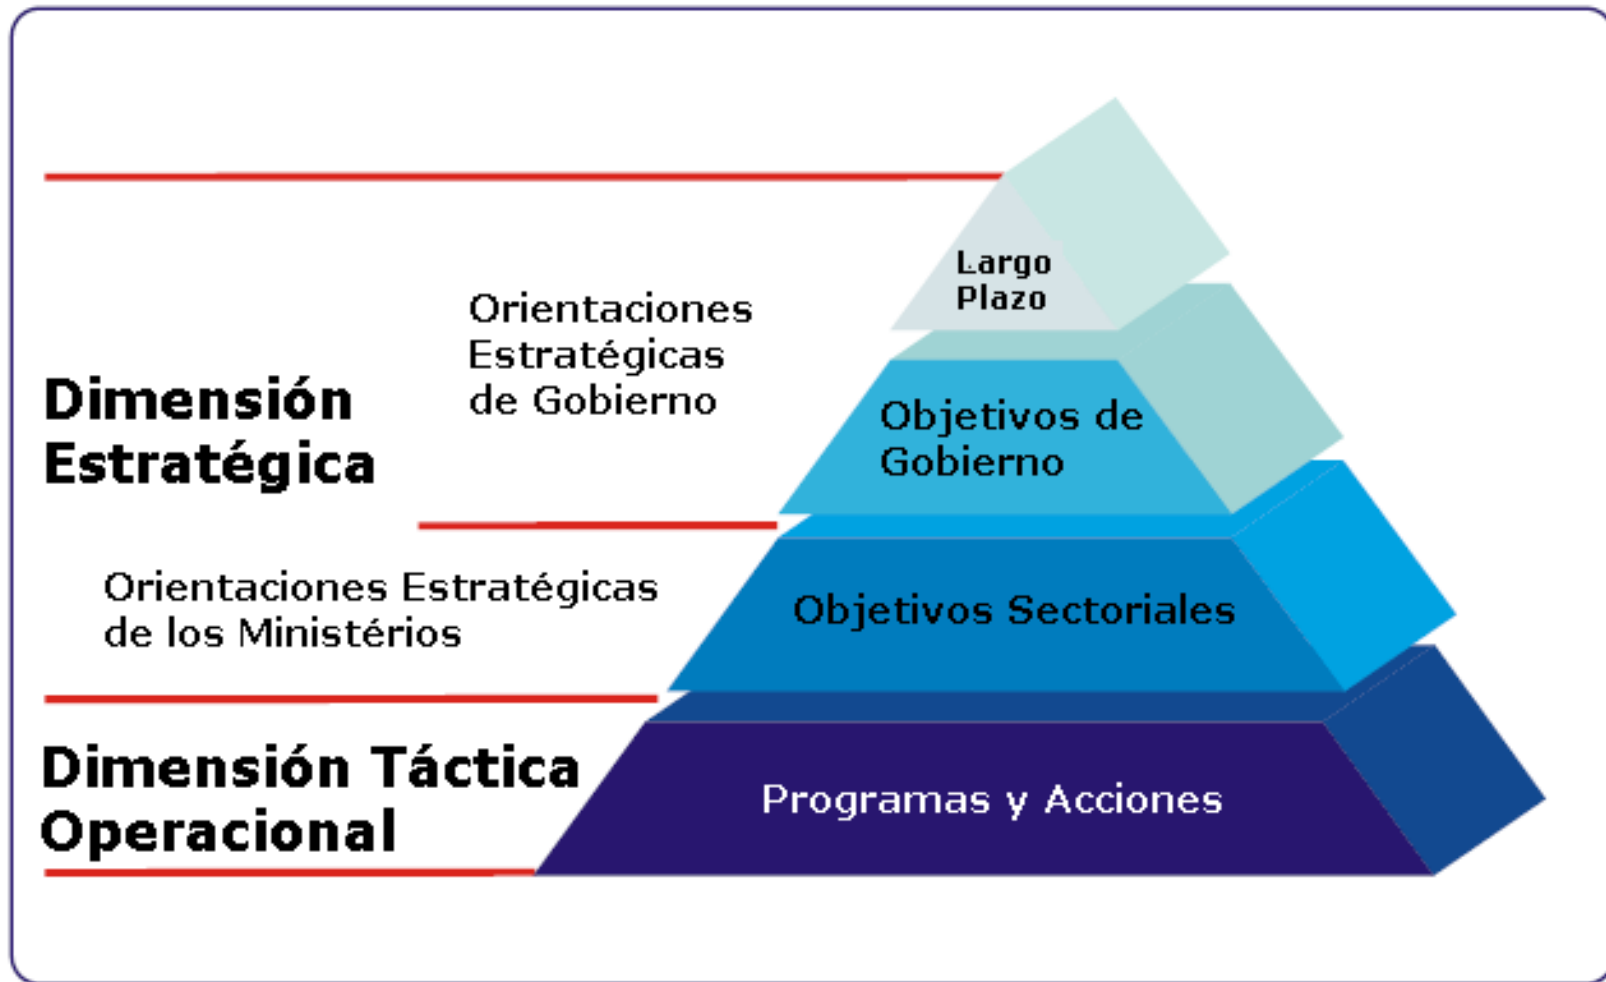 Largo
Plazo
Orientaciones
Estratégicas
de Gobierno
Dimensión
Estratégica
Objetivos de
Gobierno
Orientaciones Estratégicas
de los Ministérios
Objetivos Sectoriales
Dimensión Táctica
Operacional
Programas y Acciones